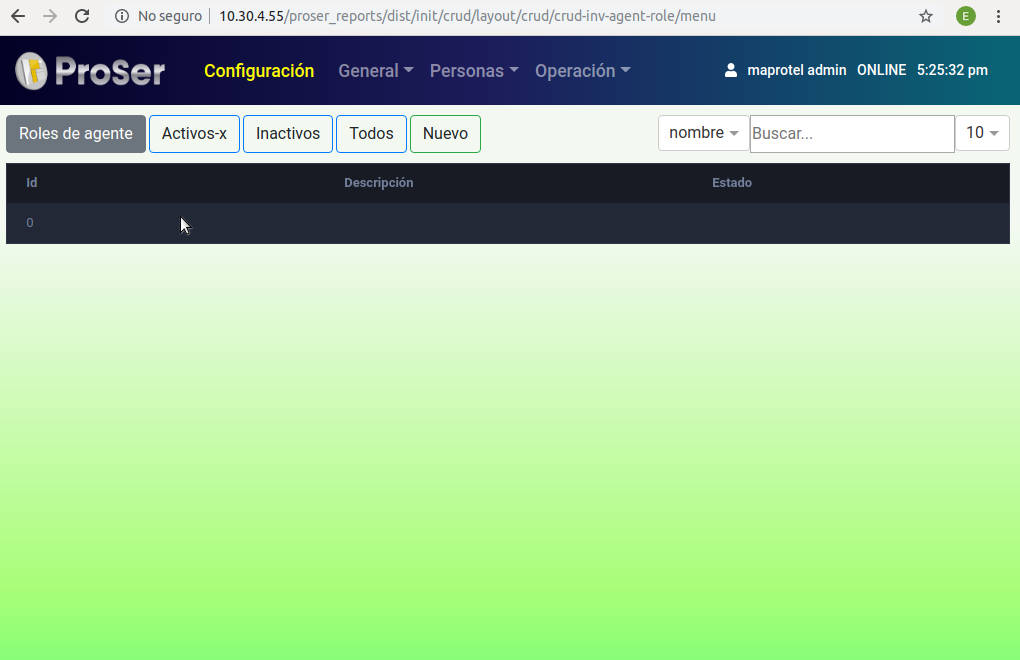 No seguro 10.30.4.55/proser_reports/dist/init/crud/layout/crud/crud-inv-agent-role/menu E
ProSer Configuración General Personas Operación maprotel admin ONLINE 5:25:32 pm
Roles de agente Activos-x Inactivos Todos Nuevo nombre Buscar... 10
Id Descripción Estado
0